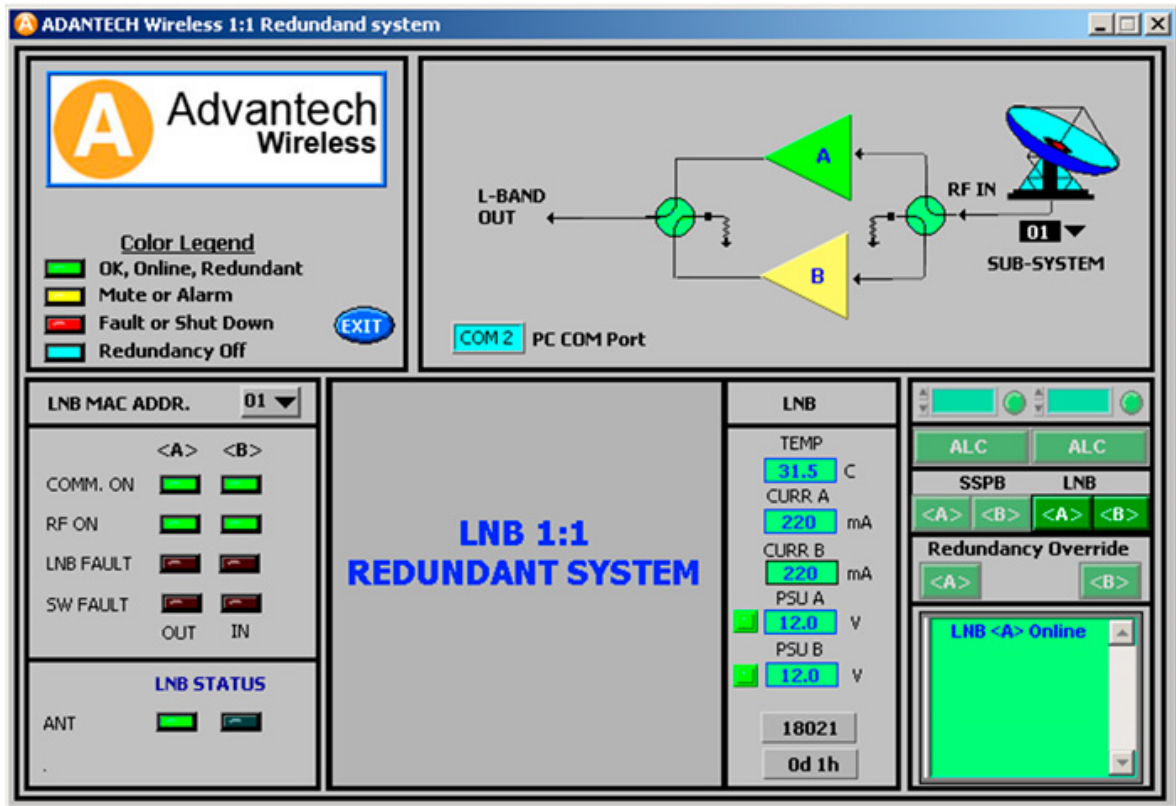 ADANTECH Wireless 1:1 Redundand system
A Advantech
Wireless
Color Legend
OK, Online, Redundant
Mute or Alarm
Fault or Shut Down
Redundancy Off
EXIT
A
B
L-BAND
OUT
RF IN
01
SUB-SYSTEM
COM 2 PC COM Port
LNB MAC ADDR. 01
<A> <B>
COMM. ON
RF ON
LNB FAULT
SW FAULT
OUT IN
LNB STATUS
ANT
.
LNB 1:1
REDUNDANT SYSTEM
LNB
TEMP
31.5 C
CURR A
220 mA
CURR B
220 mA
PSU A
12.0 V
PSU B
12.0 V
18021
0d 1h
ALC ALC
SSPB LNB
<A> <B> <A> <B>
Redundancy Override
<A> <B>
LNB <A> Online